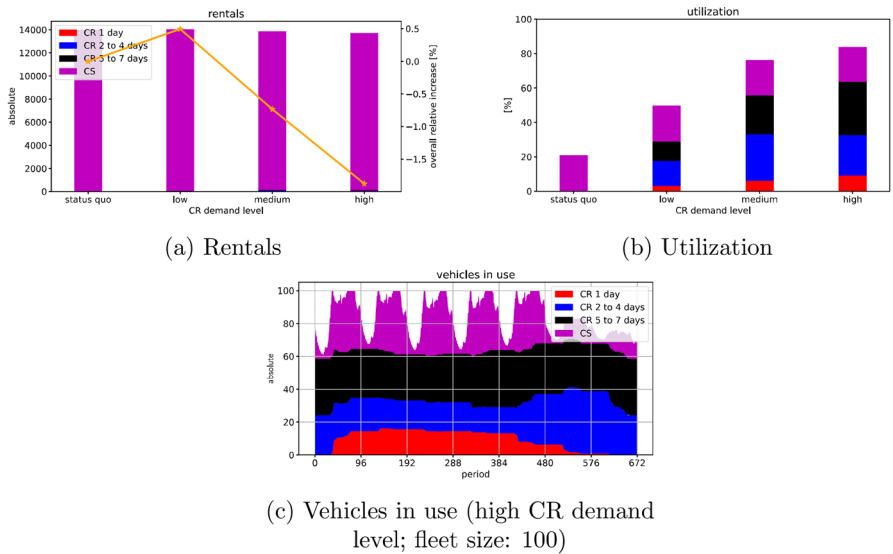 rentals
CR 1 day
CR 2 to 4 days
CR 5 to 7 days
CS
14000
12000
10000
8000
6000
4000
2000
0
absolute
0.5
0.0
−0.5
−1.0
−1.5
overall relative increase [%]
status quo low medium high
CR demand level
(a) Rentals
utilization
100
80
60
40
20
0
[%]
status quo low medium high
CR demand level
(b) Utilization
vehicles in use
CR 1 day
CR 2 to 4 days
CR 5 to 7 days
CS
100
80
60
40
20
0
absolute
0 96 192 288 384 480 576 672
period
(c) Vehicles in use (high CR demand
level; fleet size: 100)